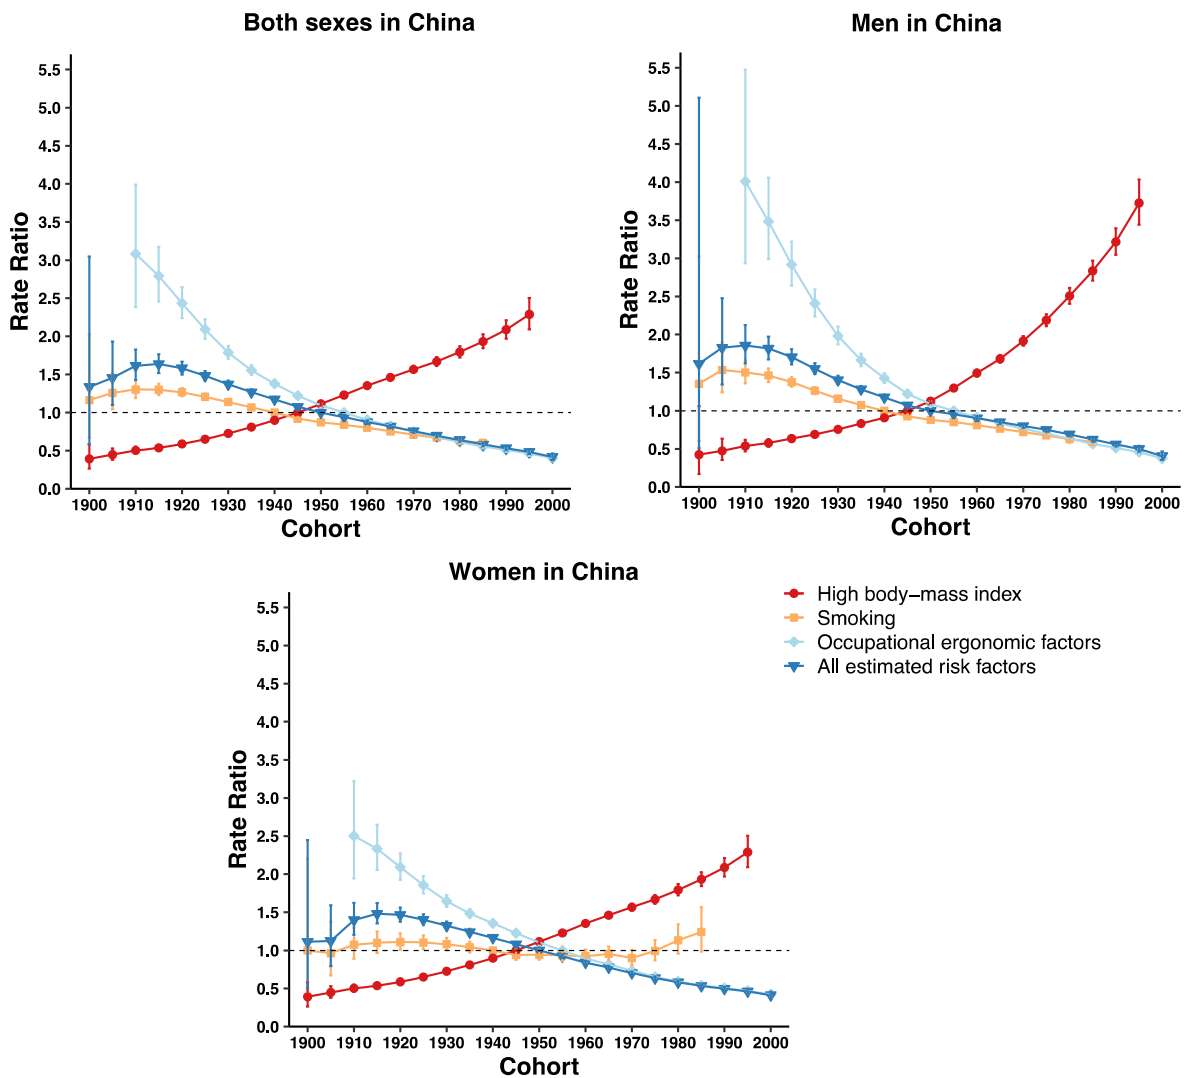 Both sexes in China
Men in China
5.5
5.0
4.5
4.0
3.5
3.0
2.5
2.0
1.5
1.0
0.5
0.0
Rate Ratio
1900 1910 1920 1930 1940 1950 1960 1970 1980 1990 2000
Cohort
5.5
5.0
4.5
4.0
3.5
3.0
2.5
2.0
1.5
1.0
0.5
0.0
Rate Ratio
1900 1910 1920 1930 1940 1950 1960 1970 1980 1990 2000
Cohort
Women in China
5.5
5.0
4.5
4.0
3.5
3.0
2.5
2.0
1.5
1.0
0.5
0.0
Rate Ratio
1900 1910 1920 1930 1940 1950 1960 1970 1980 1990 2000
Cohort
High body−mass index
Smoking
Occupational ergonomic factors
All estimated risk factors